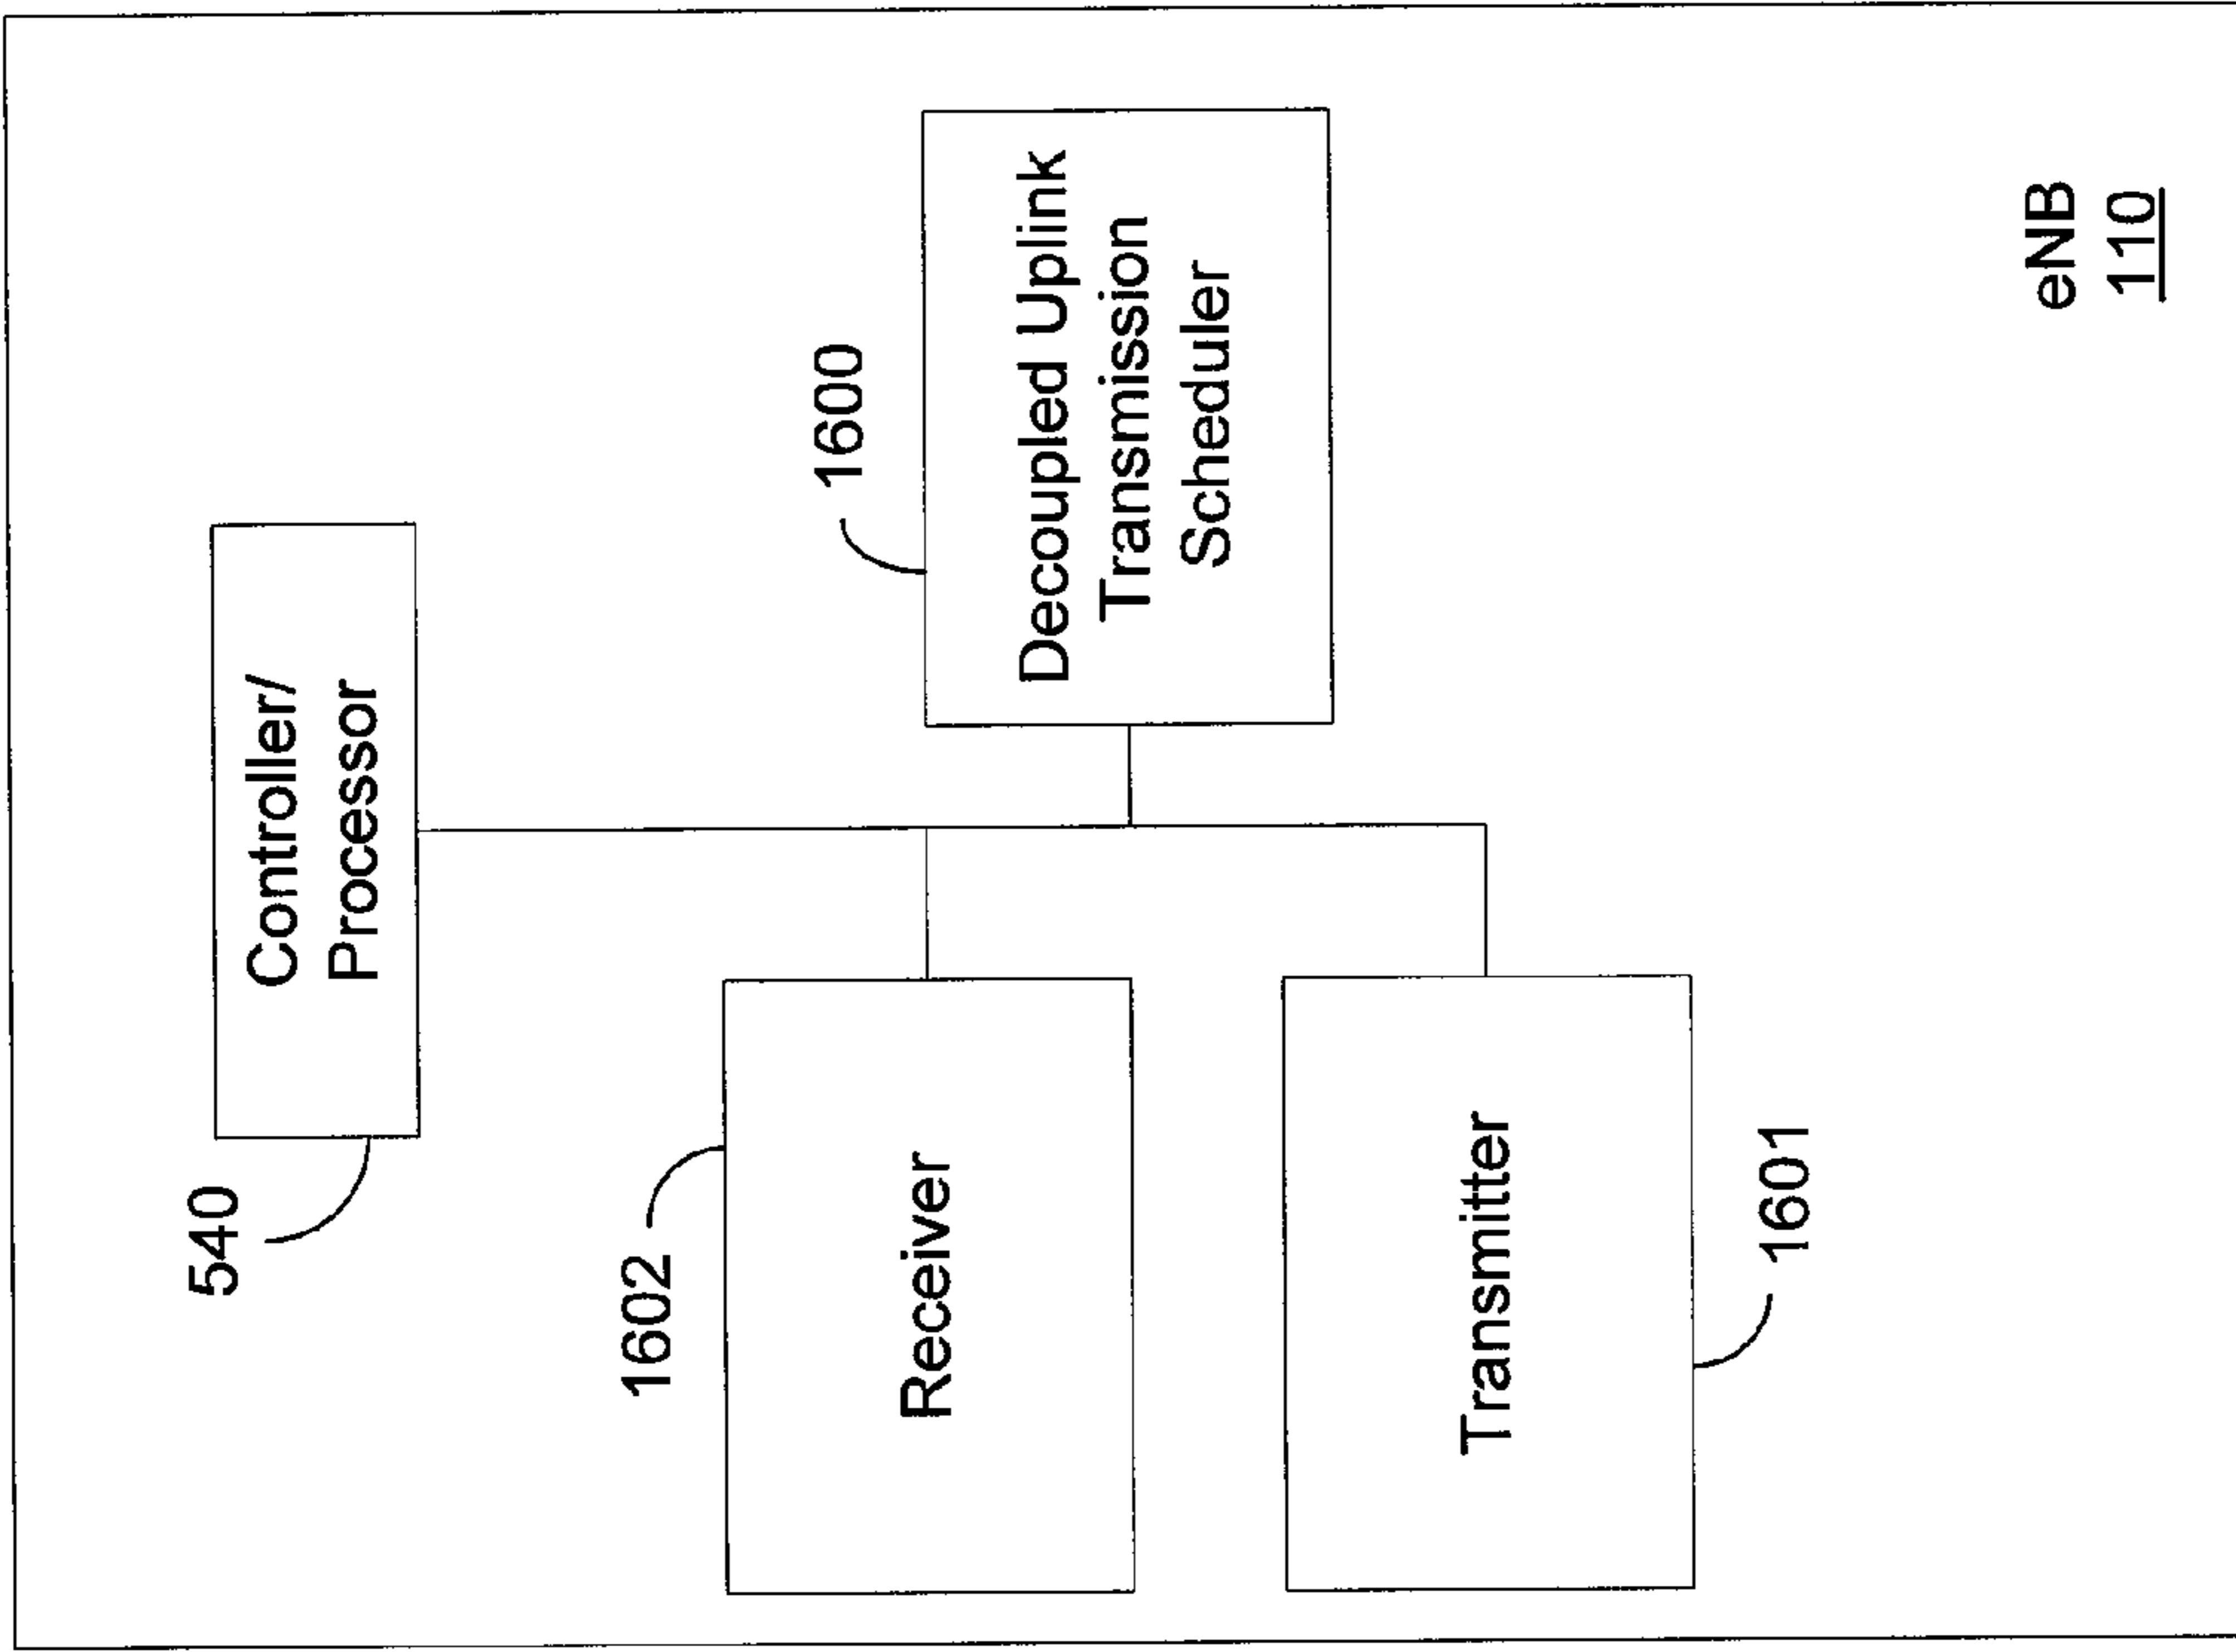 540
Controller/
Processor
1602
Receiver
1600
Decoupled Uplink
Transmission
Scheduler
Transmitter
1601
eNB
110